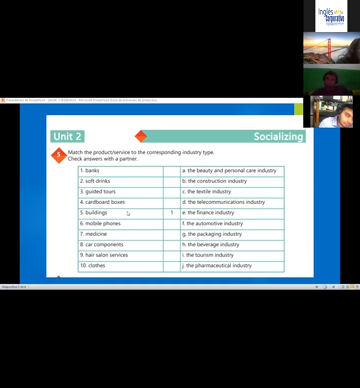 Inglés
corporativo
Unit 2
Socializing
5
Match the product/service to the corresponding industry type.
Check answers with a partner.
1. banks
a. the beauty and personal care industry
2. soft drinks
b. the construction industry
3. guided tours
c. the textile industry
4. cardboard boxes
d. the telecommunications industry
5. buildings
1
e. the finance industry
6. mobile phones
f. the automotive industry
7. medicine
g. the packaging industry
8. car components
h. the beverage industry
9. hair salon services
i. the tourism industry
10. clothes
j. the pharmaceutical industry